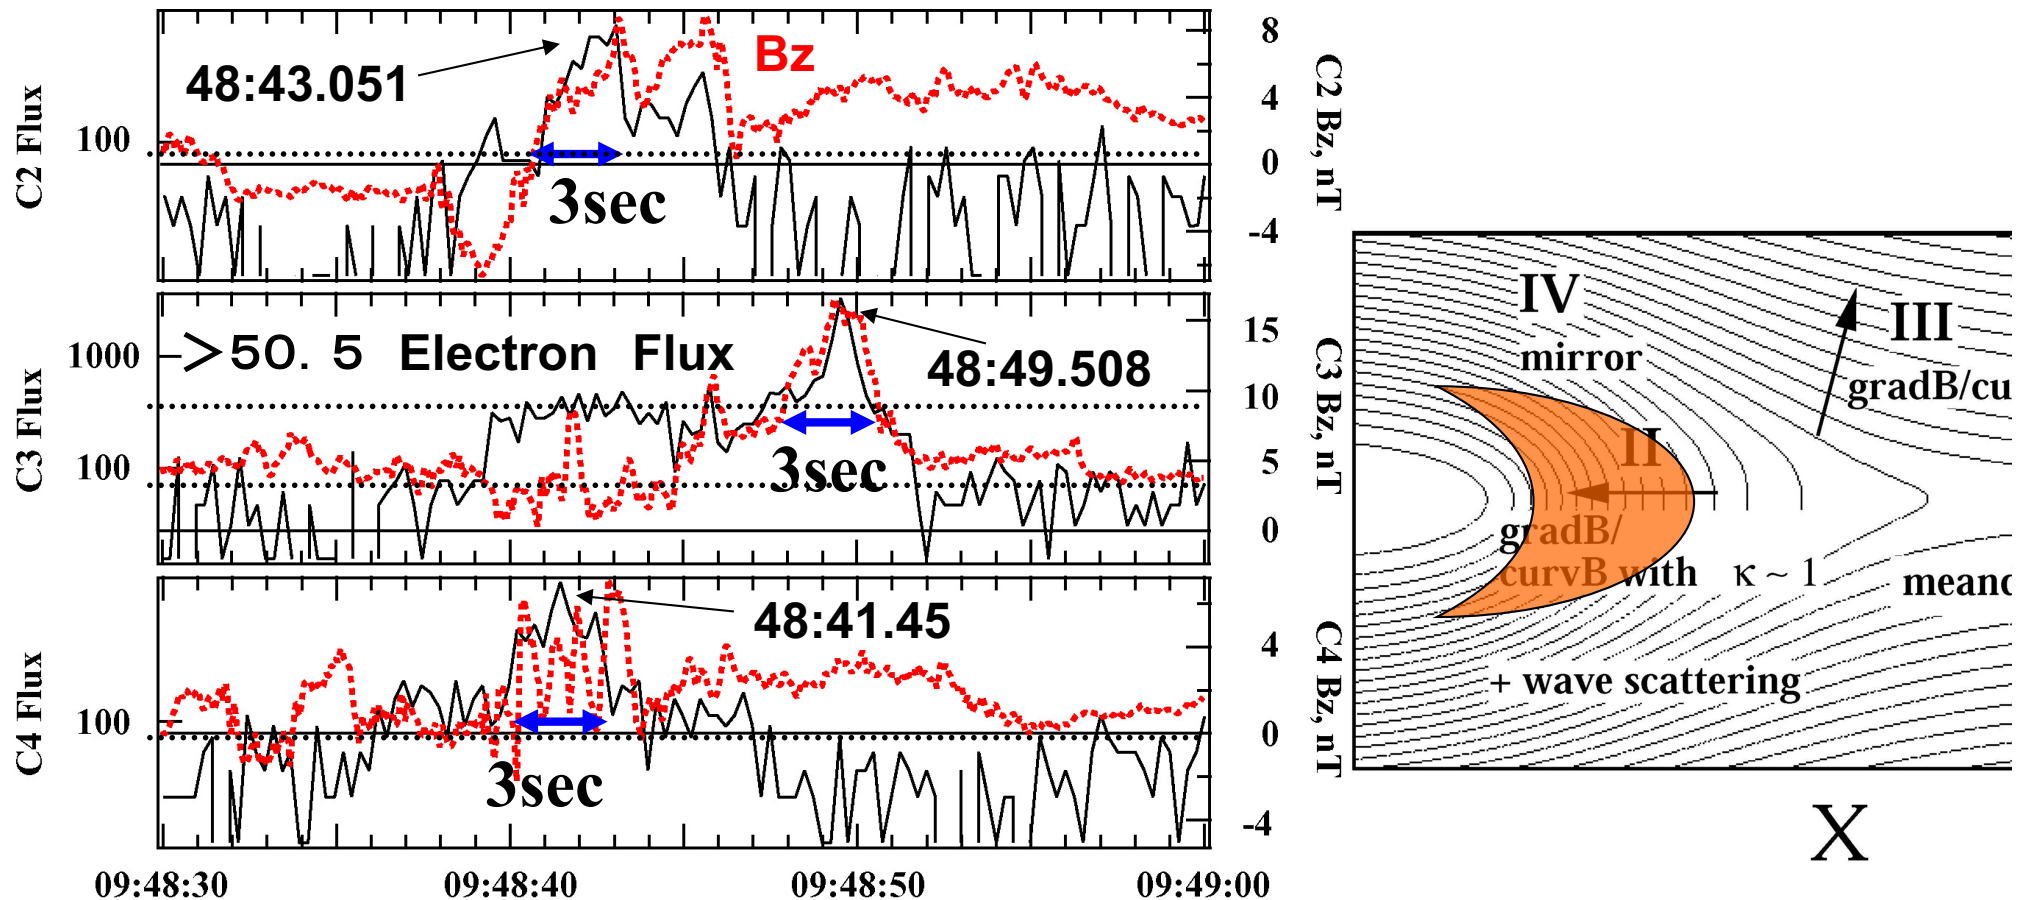 C2 Flux
100
48:43.051
Bz
3sec
8
4
0
-4
C2 Bz, nT
C3 Flux
1000
100
>50. 5 Electron Flux
48:49.508
3sec
15
10
5
0
C3 Bz, nT
C4 Flux
100
48:41.45
3sec
4
0
-4
C4 Bz, nT
09:48:30
09:48:40
09:48:50
09:49:00
IV
mirror
III
gradB/cu
II
gradB/
curvB with κ ~ 1
meand
+ wave scattering
X